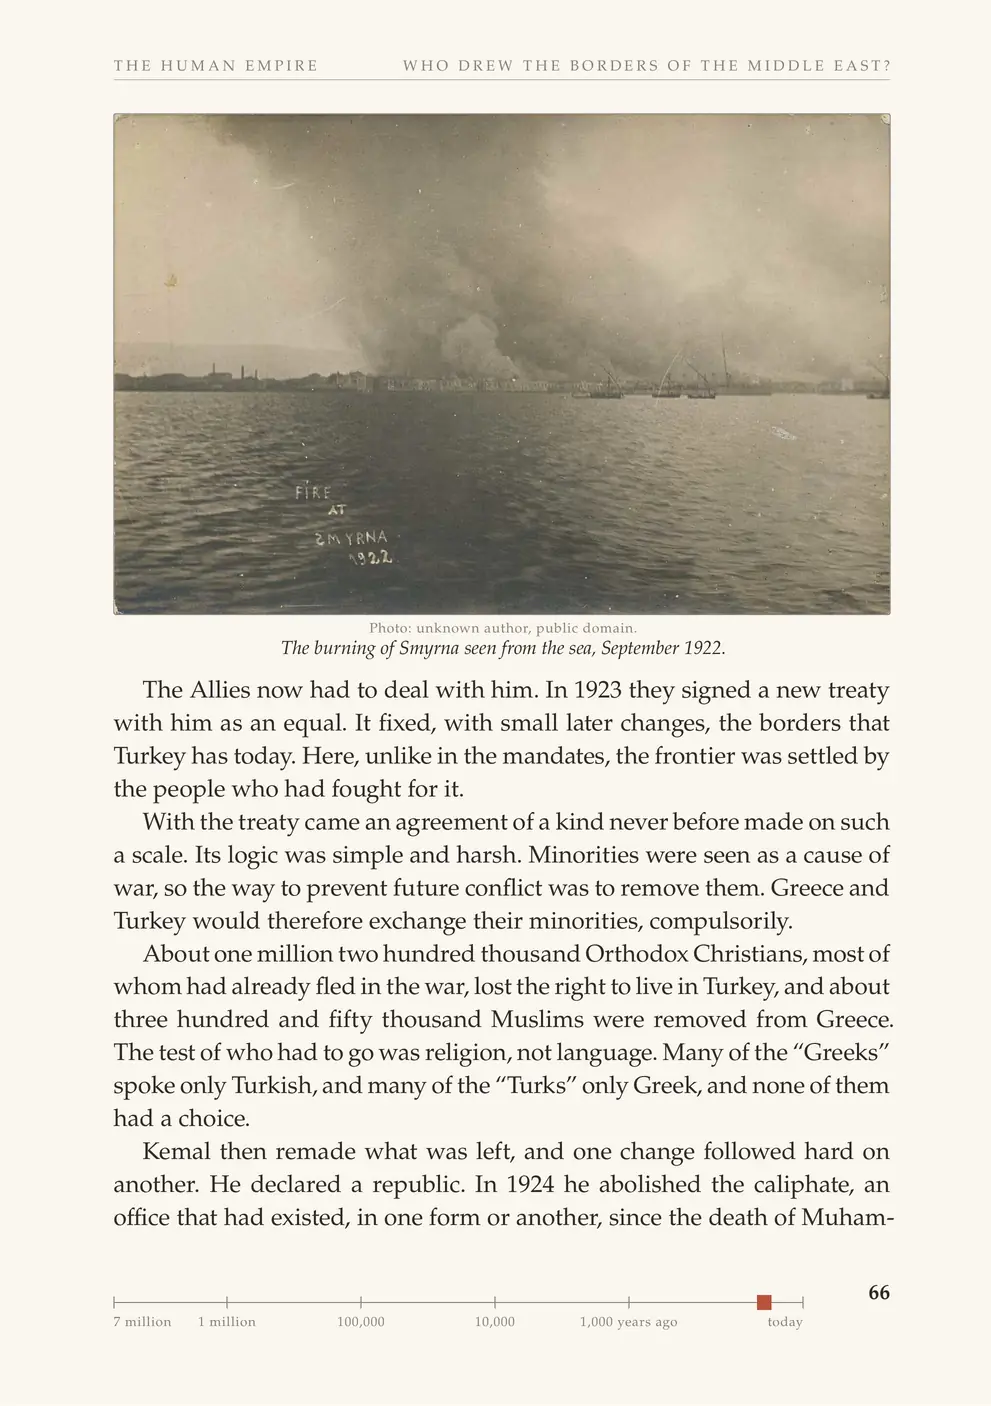 THE HUMAN EMPIRE
WHO DREW THE BORDERS OF THE MIDDLE EAST?
FIRE
AT
SMYRNA
1922
Photo: unknown author, public domain.
The burning of Smyrna seen from the sea, September 1922.
The Allies now had to deal with him. In 1923 they signed a new treaty
with him as an equal. It fixed, with small later changes, the borders that
Turkey has today. Here, unlike in the mandates, the frontier was settled by
the people who had fought for it.
With the treaty came an agreement of a kind never before made on such
a scale. Its logic was simple and harsh. Minorities were seen as a cause of
war, so the way to prevent future conflict was to remove them. Greece and
Turkey would therefore exchange their minorities, compulsorily.
About one million two hundred thousand Orthodox Christians, most of
whom had already fled in the war, lost the right to live in Turkey, and about
three hundred and fifty thousand Muslims were removed from Greece.
The test of who had to go was religion, not language. Many of the “Greeks”
spoke only Turkish, and many of the “Turks” only Greek, and none of them
had a choice.
Kemal then remade what was left, and one change followed hard on
another. He declared a republic. In 1924 he abolished the caliphate, an
office that had existed, in one form or another, since the death of Muham-
66
7 million
1 million
100,000
10,000
1,000 years ago
today